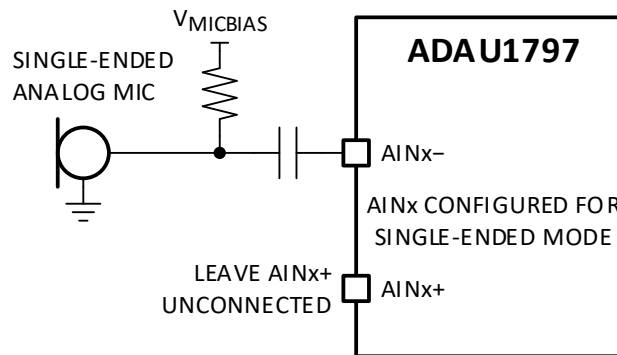 VMICBIAS
SINGLE-ENDED
ANALOG MIC
ADAU1797
AINx−
AINx CONFIGURED FOR
SINGLE-ENDED MODE
LEAVE AINx+
UNCONNECTED
AINx+